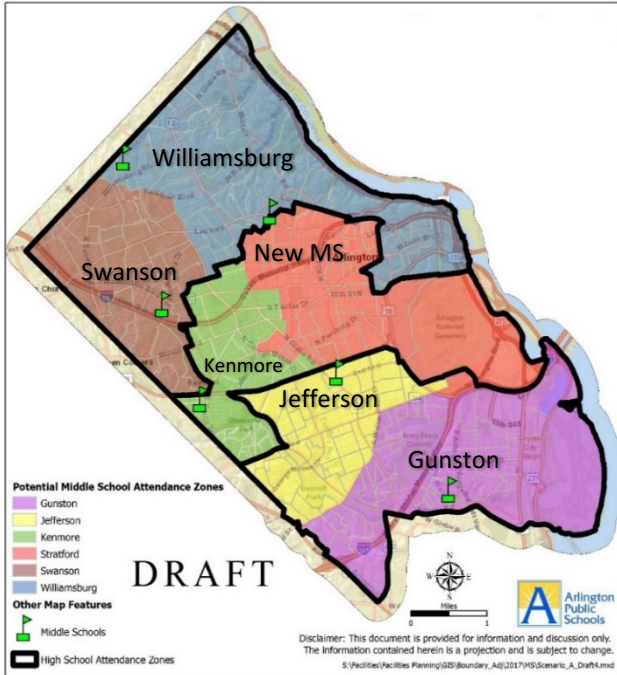 Williamsburg
New MS
Swanson
Kenmore
Jefferson
Gunston
Arlington
National
Cemetery
Potential Middle School Attendance Zones
Gunston
Jefferson
Kenmore
Stratford
Swanson
Williamsburg
Other Map Features
Middle Schools
High School Attendance Zones
DRAFT
N
W
E
S
Miles
0
1
Arlington
Public
Schools
Disclaimer: This document is provided for information and discussion only.
The information contained herein is a projection and is subject to change.
S:\Facilities\Facilities Planning\GIS\Boundary_Adj\2017\MS\Scenario_A_Draft4.mxd